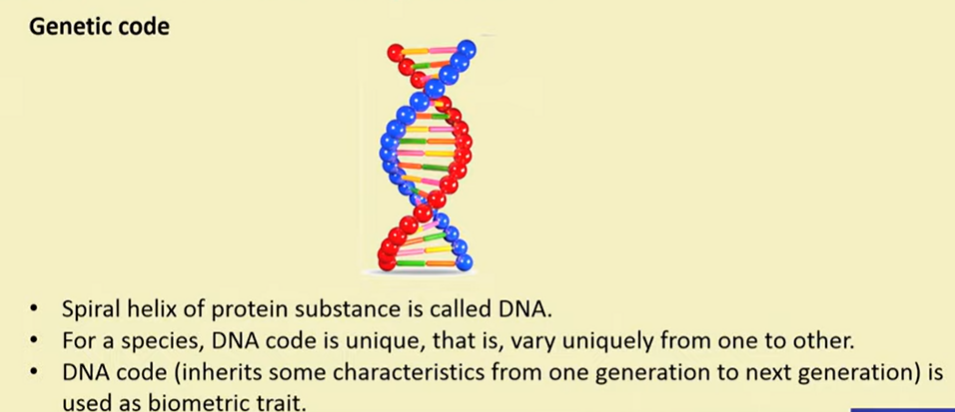 Genetic code
• Spiral helix of protein substance is called DNA.
• For a species, DNA code is unique, that is, vary uniquely from one to other.
• DNA code (inherits some characteristics from one generation to next generation) is
used as biometric trait.